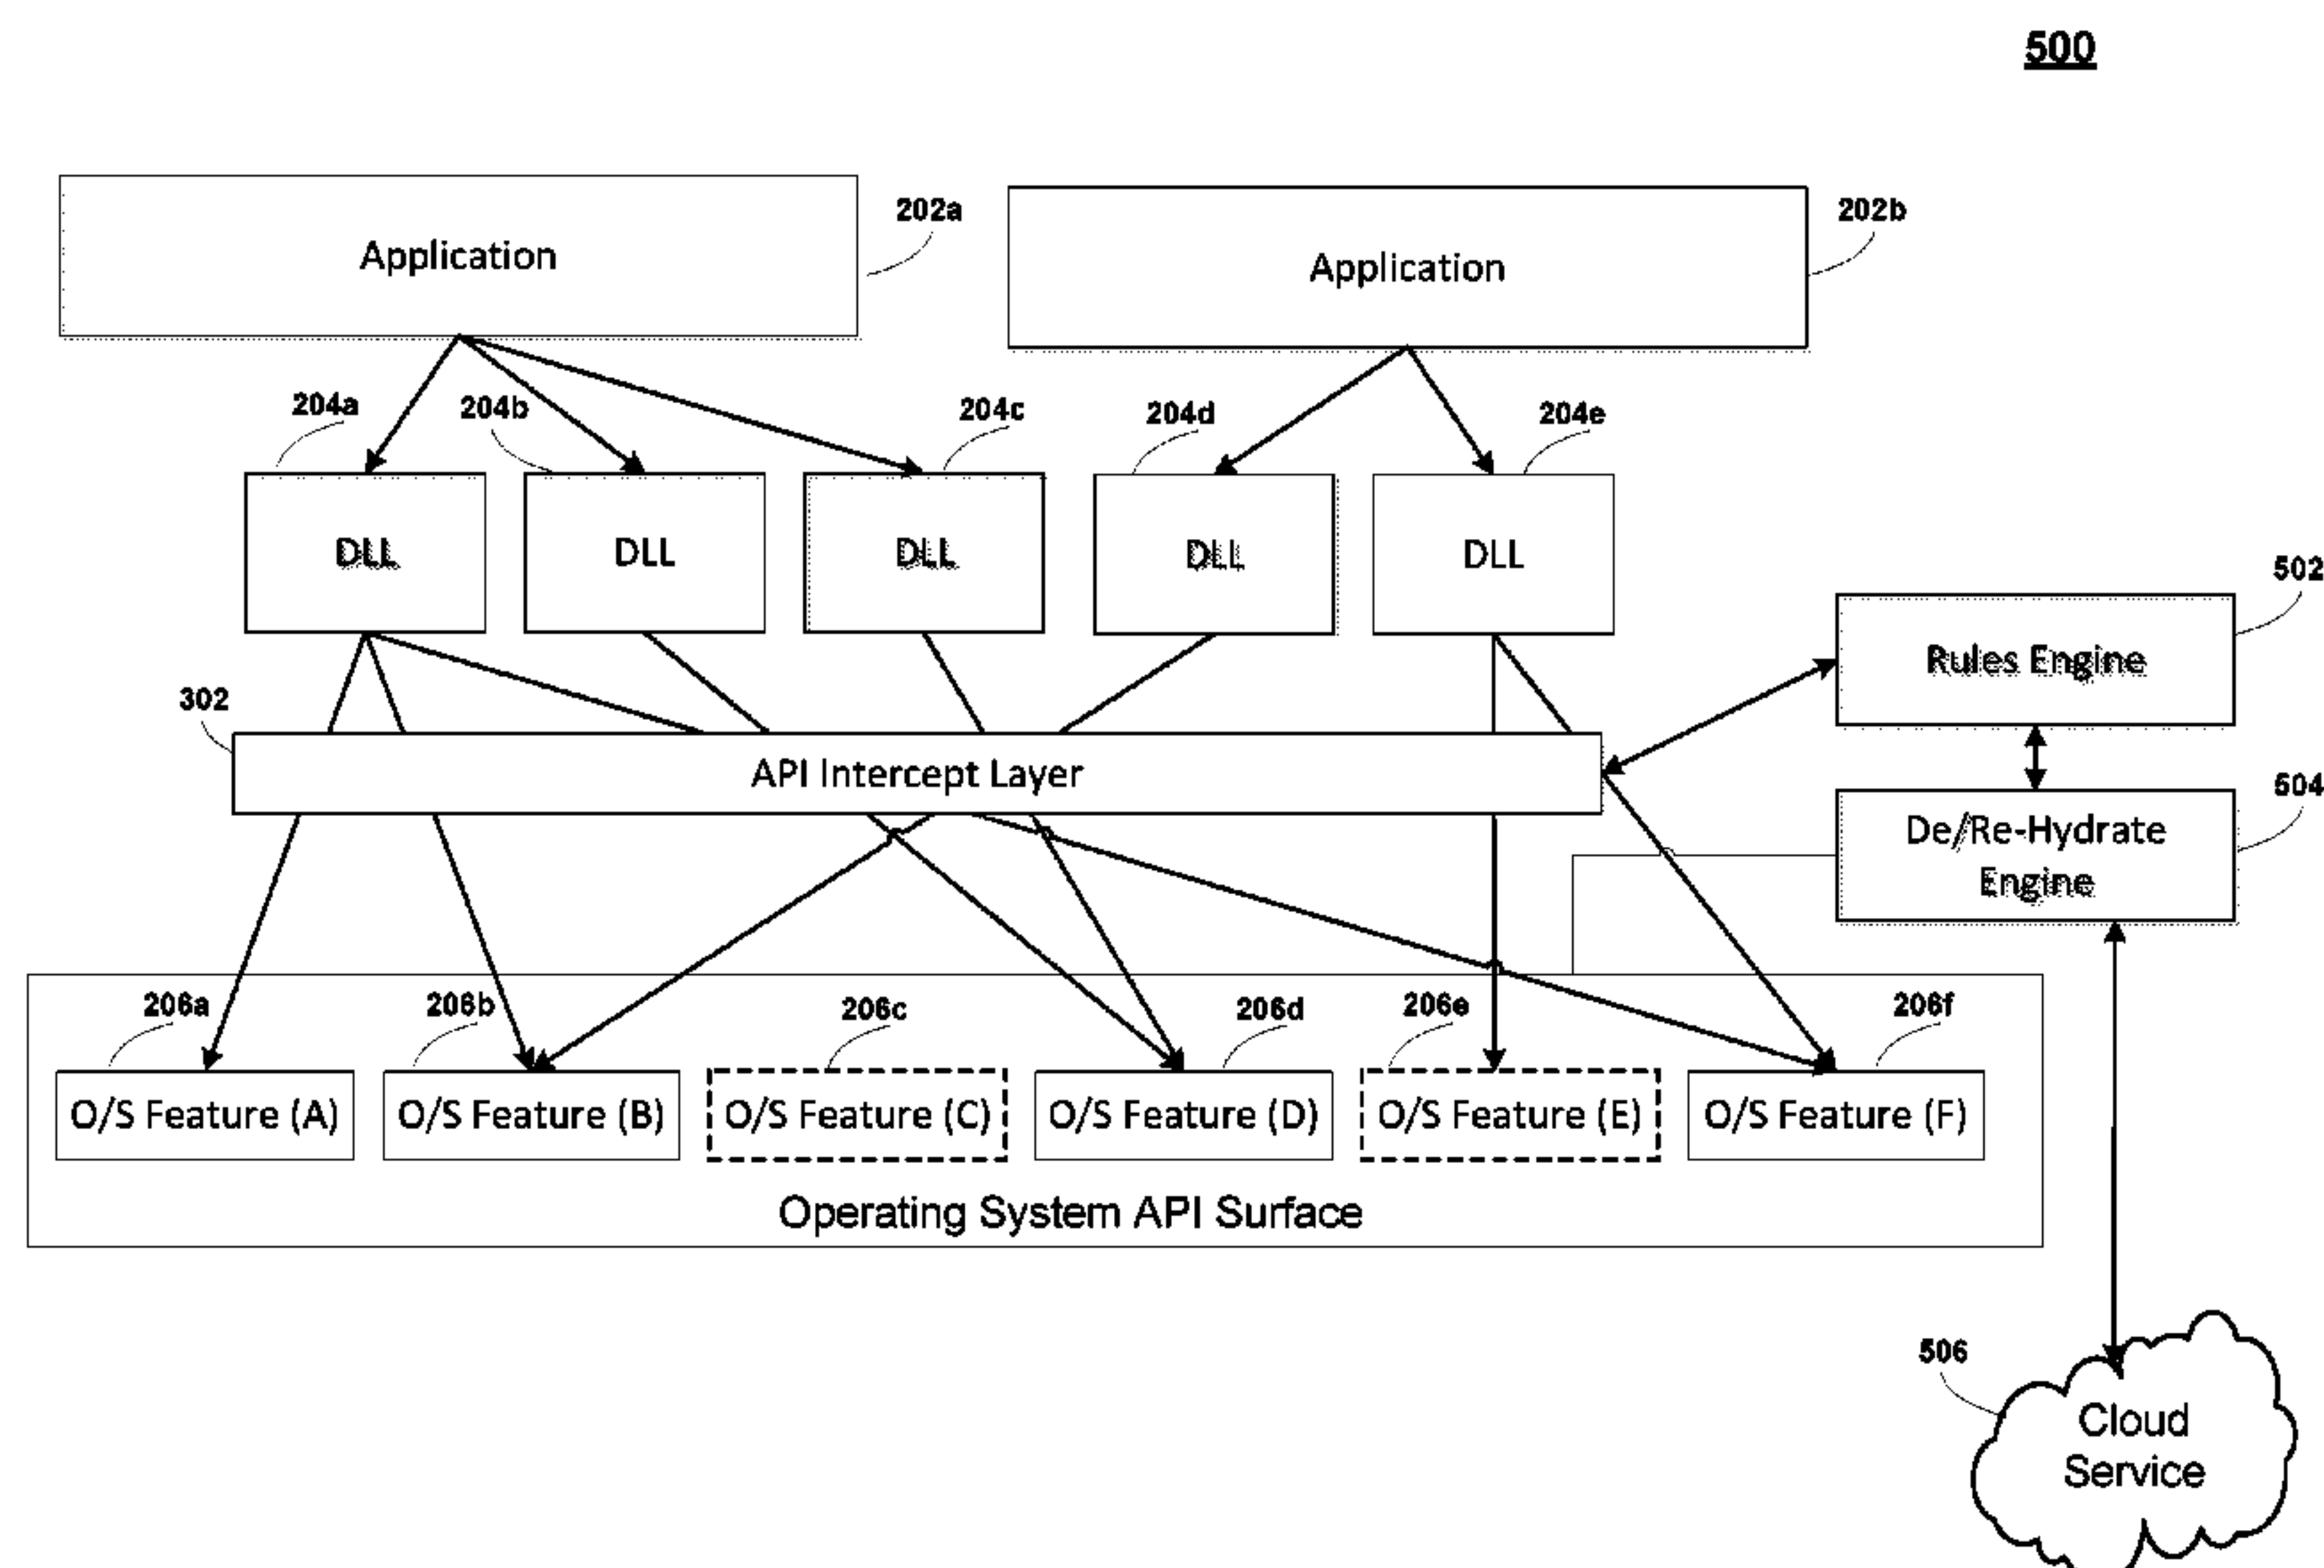 500
202a
202b
Application
Application
204a
204b
204c
204d
204e
DLL
DLL
DLL
DLL
DLL
502
Rules Engine
302
API Intercept Layer
504
De/Re-Hydrate
Engine
206a
206b
206c
206d
206e
206f
O/S Feature (A)
O/S Feature (B)
O/S Feature (C)
O/S Feature (D)
O/S Feature (E)
O/S Feature (F)
Operating System API Surface
506
Cloud
Service